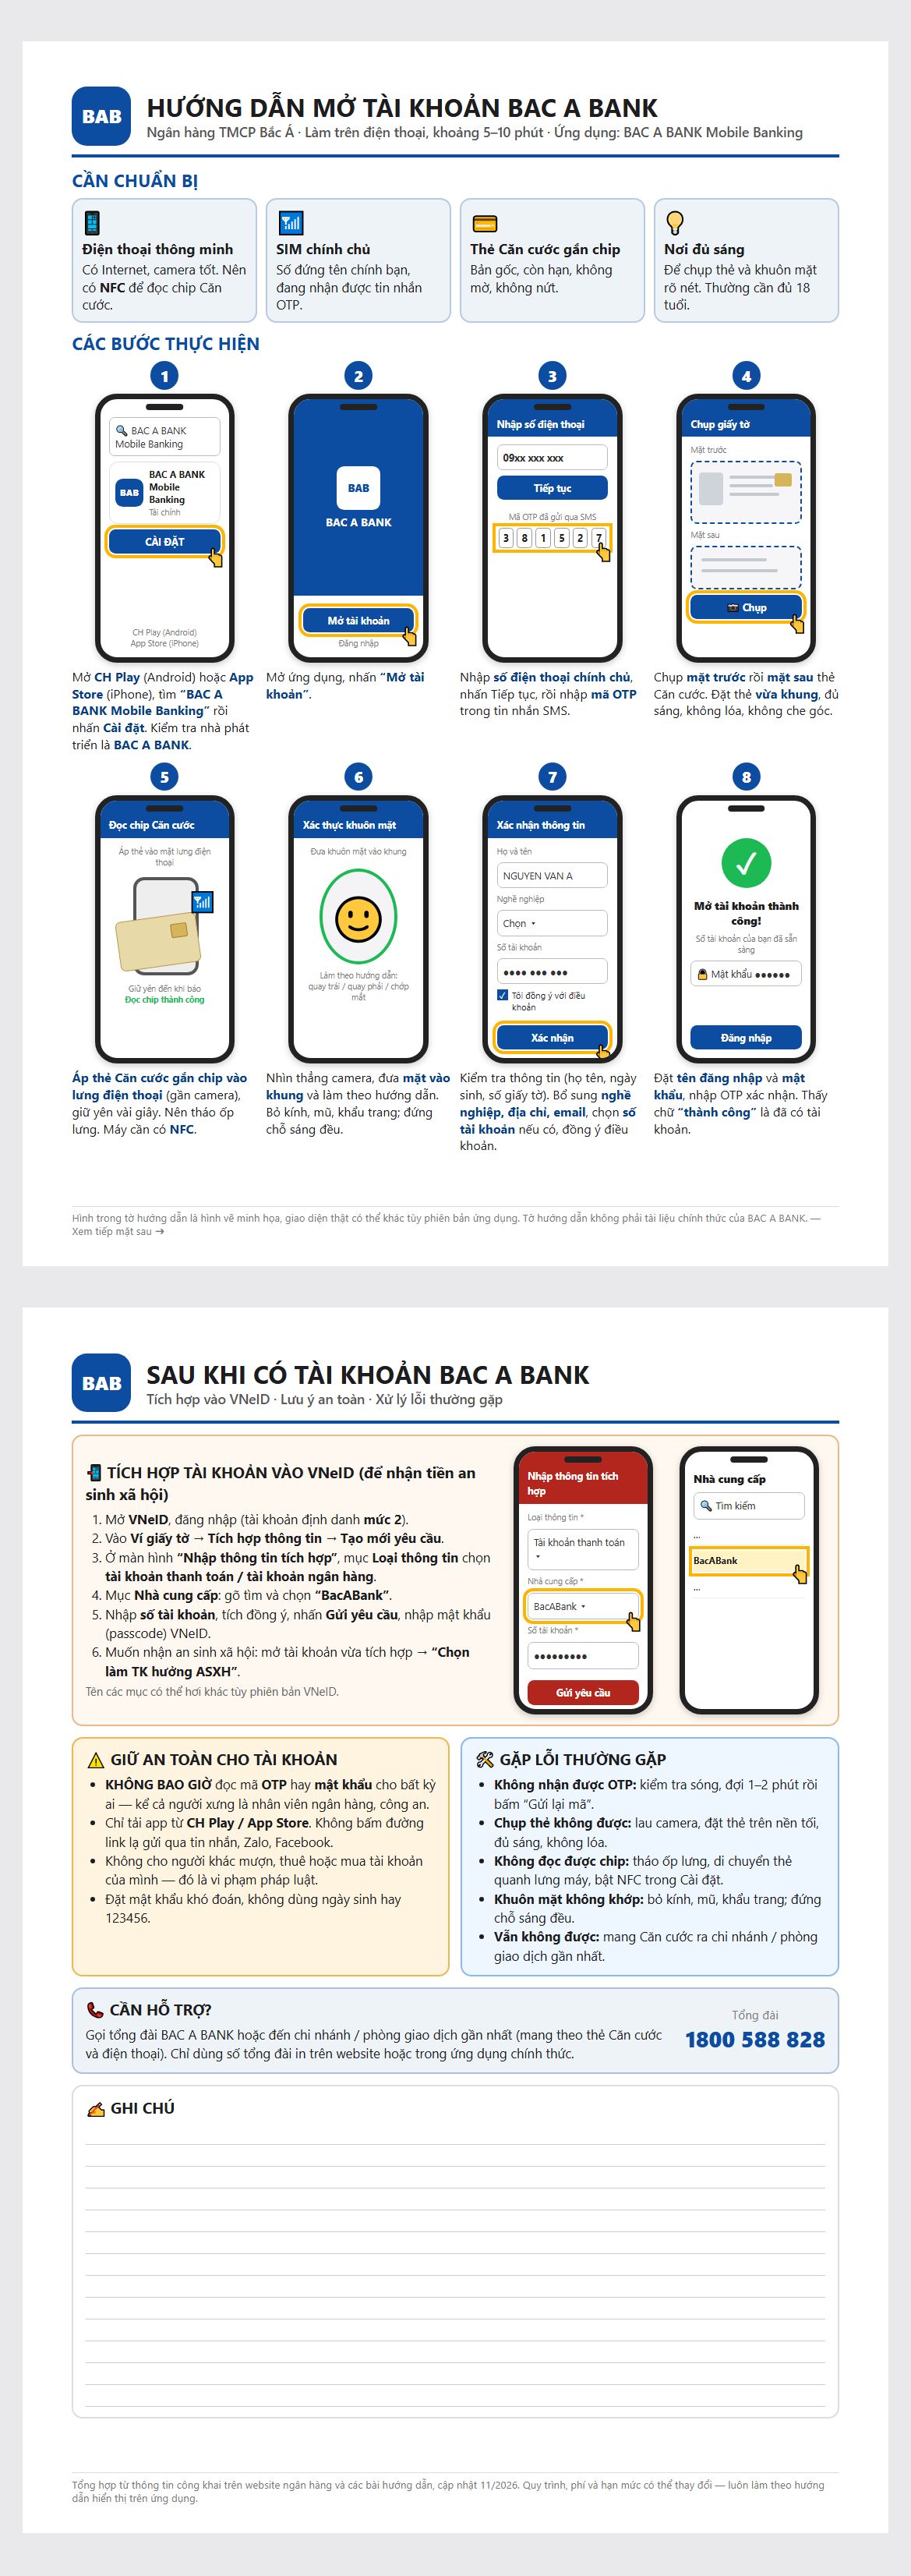 BAB
HƯỚNG DẪN MỞ TÀI KHOẢN BAC A BANK
Ngân hàng TMCP Bắc Á · Làm trên điện thoại, khoảng 5–10 phút · Ứng dụng: BAC A BANK Mobile Banking
CẦN CHUẨN BỊ
Điện thoại thông minh
Có Internet, camera tốt. Nên
có NFC để đọc chip Căn
cước.
SIM chính chủ
Số đứng tên chính bạn,
đang nhận được tin nhắn
OTP.
Thẻ Căn cước gắn chip
Bản gốc, còn hạn, không
mờ, không nứt.
Nơi đủ sáng
Để chụp thẻ và khuôn mặt
rõ nét. Thường cần đủ 18
tuổi.
CÁC BƯỚC THỰC HIỆN
1
BAC A BANK
Mobile Banking
BAB
BAC A BANK
Mobile
Banking
Tài chính
CÀI ĐẶT
CH Play (Android)
App Store (iPhone)
Mở CH Play (Android) hoặc App
Store (iPhone), tìm “BAC A
BANK Mobile Banking” rồi
nhấn Cài đặt. Kiểm tra nhà phát
triển là BAC A BANK.
2
BAB
BAC A BANK
Mở tài khoản
Đăng nhập
Mở ứng dụng, nhấn “Mở tài
khoản”.
3
Nhập số điện thoại
09xx xxx xxx
Tiếp tục
Mã OTP đã gửi qua SMS
3 8 1 5 2 7
Nhập số điện thoại chính chủ,
nhấn Tiếp tục, rồi nhập mã OTP
trong tin nhắn SMS.
4
Chụp giấy tờ
Mặt trước
Mặt sau
Chụp
Chụp mặt trước rồi mặt sau thẻ
Căn cước. Đặt thẻ vừa khung, đủ
sáng, không lóa, không che góc.
5
Đọc chip Căn cước
Áp thẻ vào mặt lưng điện
thoại
Giữ yên đến khi báo
Đọc chip thành công
Áp thẻ Căn cước gắn chip vào
lưng điện thoại (gần camera),
giữ yên vài giây. Nên tháo ốp
lưng. Máy cần có NFC.
6
Xác thực khuôn mặt
Đưa khuôn mặt vào khung
Làm theo hướng dẫn:
quay trái / quay phải / chớp
mắt
Nhìn thẳng camera, đưa mặt vào
khung và làm theo hướng dẫn.
Bỏ kính, mũ, khẩu trang; đứng
chỗ sáng đều.
7
Xác nhận thông tin
Họ và tên
NGUYEN VAN A
Nghề nghiệp
Chọn
Số tài khoản
•••• ••• •••
Tôi đồng ý với điều
khoản
Xác nhận
Kiểm tra thông tin (họ tên, ngày
sinh, số giấy tờ). Bổ sung nghề
nghiệp, địa chỉ, email, chọn số
tài khoản nếu có, đồng ý điều
khoản.
8
Mở tài khoản thành
công!
Số tài khoản của bạn đã sẵn
sàng
Mật khẩu ••••••
Đăng nhập
Đặt tên đăng nhập và mật
khẩu, nhập OTP xác nhận. Thấy
chữ “thành công” là đã có tài
khoản.
Hình trong tờ hướng dẫn là hình vẽ minh họa, giao diện thật có thể khác tùy phiên bản ứng dụng. Tờ hướng dẫn không phải tài liệu chính thức của BAC A BANK. —
Xem tiếp mặt sau →
BAB
SAU KHI CÓ TÀI KHOẢN BAC A BANK
Tích hợp vào VNeID · Lưu ý an toàn · Xử lý lỗi thường gặp
TÍCH HỢP TÀI KHOẢN VÀO VNeID (để nhận tiền an
sinh xã hội)
1. Mở VNeID, đăng nhập (tài khoản định danh mức 2).
2. Vào Ví giấy tờ → Tích hợp thông tin → Tạo mới yêu cầu.
3. Ở màn hình “Nhập thông tin tích hợp”, mục Loại thông tin chọn
tài khoản thanh toán / tài khoản ngân hàng.
4. Mục Nhà cung cấp: gõ tìm và chọn “BacABank”.
5. Nhập số tài khoản, tích đồng ý, nhấn Gửi yêu cầu, nhập mật khẩu
(passcode) VNeID.
6. Muốn nhận an sinh xã hội: mở tài khoản vừa tích hợp → “Chọn
làm TK hưởng ASXH”.
Tên các mục có thể hơi khác tùy phiên bản VNeID.
Nhập thông tin tích
hợp
Loại thông tin *
Tài khoản thanh toán
Nhà cung cấp *
BacABank
Số tài khoản *
•••••••••
Gửi yêu cầu
Nhà cung cấp
Tìm kiếm
...
BacABank
...
GIỮ AN TOÀN CHO TÀI KHOẢN
• KHÔNG BAO GIỜ đọc mã OTP hay mật khẩu cho bất kỳ
ai — kể cả người xưng là nhân viên ngân hàng, công an.
• Chỉ tải app từ CH Play / App Store. Không bấm đường
link lạ gửi qua tin nhắn, Zalo, Facebook.
• Không cho người khác mượn, thuê hoặc mua tài khoản
của mình — đó là vi phạm pháp luật.
• Đặt mật khẩu khó đoán, không dùng ngày sinh hay
123456.
GẶP LỖI THƯỜNG GẶP
• Không nhận được OTP: kiểm tra sóng, đợi 1–2 phút rồi
bấm “Gửi lại mã”.
• Chụp thẻ không được: lau camera, đặt thẻ trên nền tối,
đủ sáng, không lóa.
• Không đọc được chip: tháo ốp lưng, di chuyển thẻ
quanh lưng máy, bật NFC trong Cài đặt.
• Khuôn mặt không khớp: bỏ kính, mũ, khẩu trang; đứng
chỗ sáng đều.
• Vẫn không được: mang Căn cước ra chi nhánh / phòng
giao dịch gần nhất.
CẦN HỖ TRỢ?
Gọi tổng đài BAC A BANK hoặc đến chi nhánh / phòng giao dịch gần nhất (mang theo thẻ Căn cước
và điện thoại). Chỉ dùng số tổng đài in trên website hoặc trong ứng dụng chính thức.
Tổng đài
1800 588 828
GHI CHÚ
Tổng hợp từ thông tin công khai trên website ngân hàng và các bài hướng dẫn, cập nhật 11/2026. Quy trình, phí và hạn mức có thể thay đổi — luôn làm theo hướng
dẫn hiển thị trên ứng dụng.